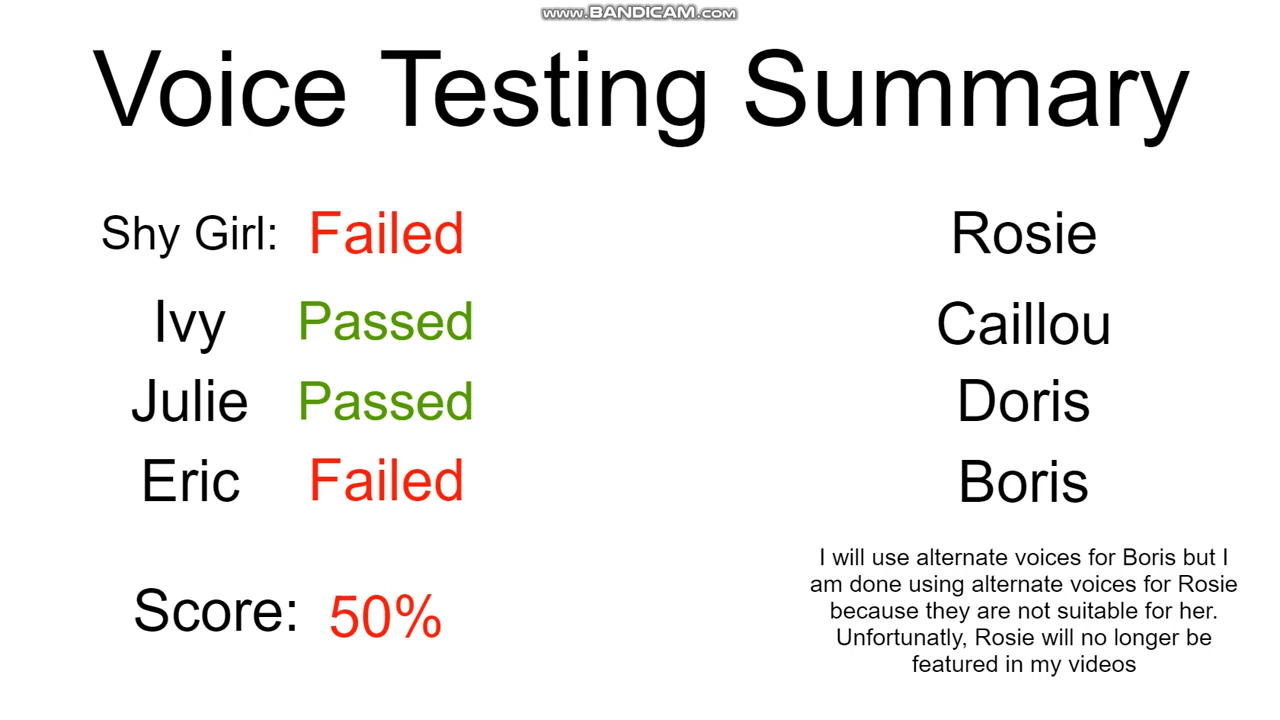 www.BANDICAM.com
Voice Testing Summary
Shy Girl: Failed Rosie
Ivy Passed Caillou
Julie Passed Doris
Eric Failed Boris
Score: 50%
I will use alternate voices for Boris but I
am done using alternate voices for Rosie
because they are not suitable for her.
Unfortunatly, Rosie will no longer be
featured in my videos